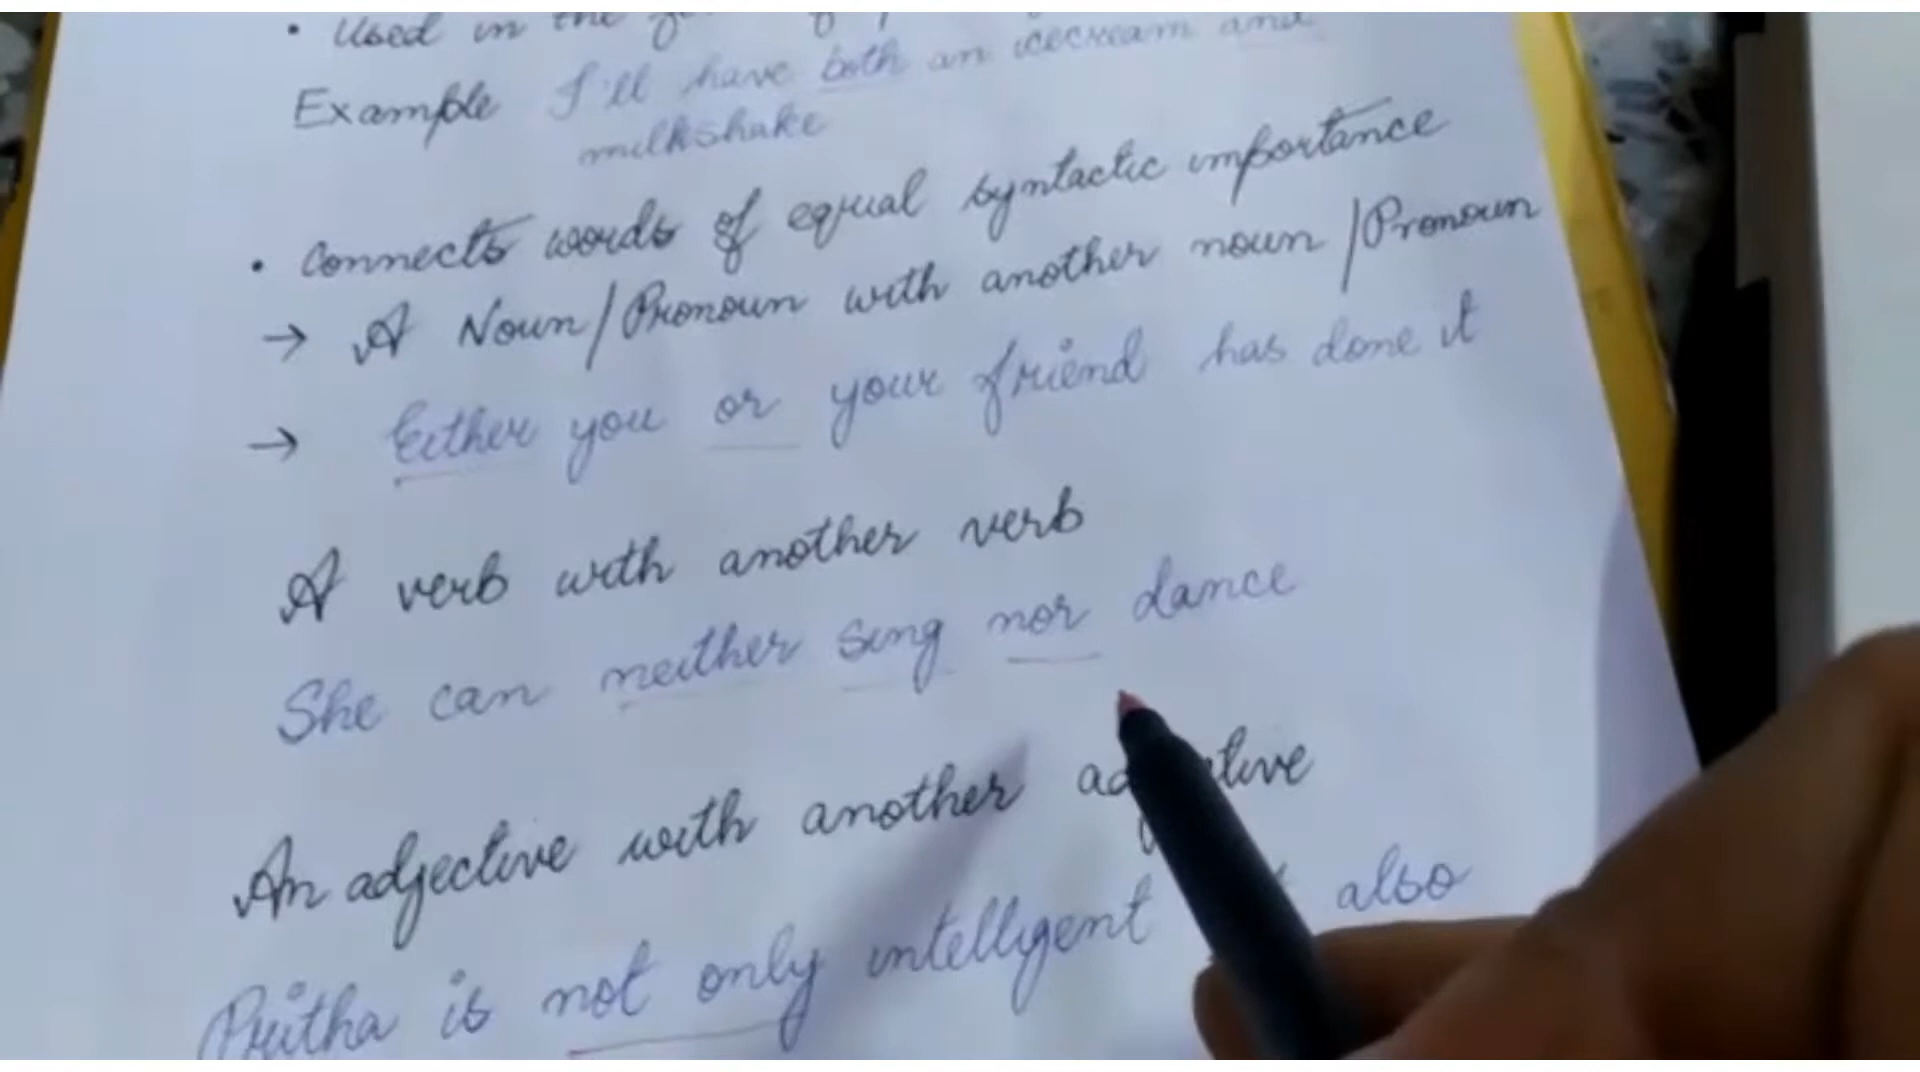 • Used in the
Example I'll have both an icecream and
milkshake
• Connects words of equal syntactic importance
→ A Noun/Pronoun with another noun/Pronoun
→ Either you or your friend has done it
A verb with another verb
She can neither sing nor dance
An adjective with another
Pritha is not only intelligent also